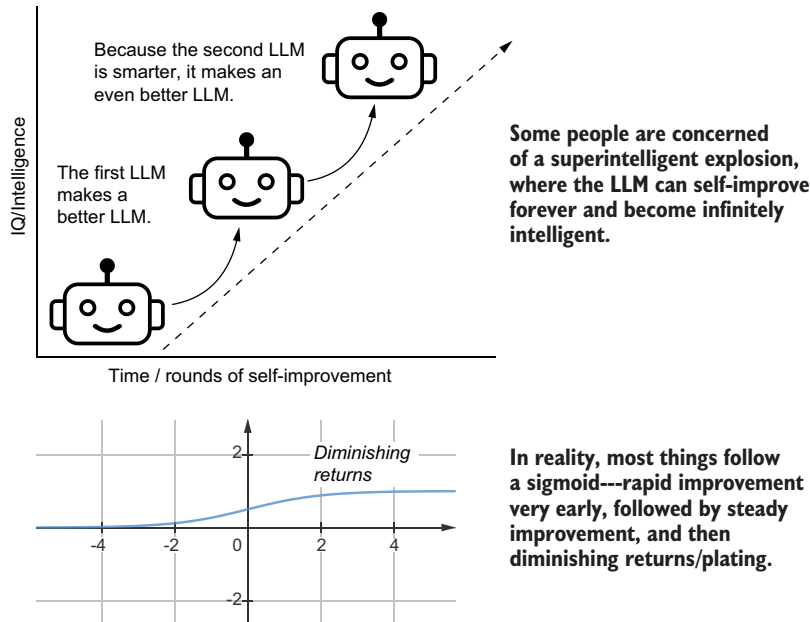 Because the second LLM
is smarter, it makes an
even better LLM.
The first LLM
makes a
better LLM.
IQ/Intelligence
Time / rounds of self-improvement
Some people are concerned
of a superintelligent explosion,
where the LLM can self-improve
forever and become infinitely
intelligent.
2
Diminishing
returns
-4
-2
0
2
4
-2
In reality, most things follow
a sigmoid---rapid improvement
very early, followed by steady
improvement, and then
diminishing returns/plating.